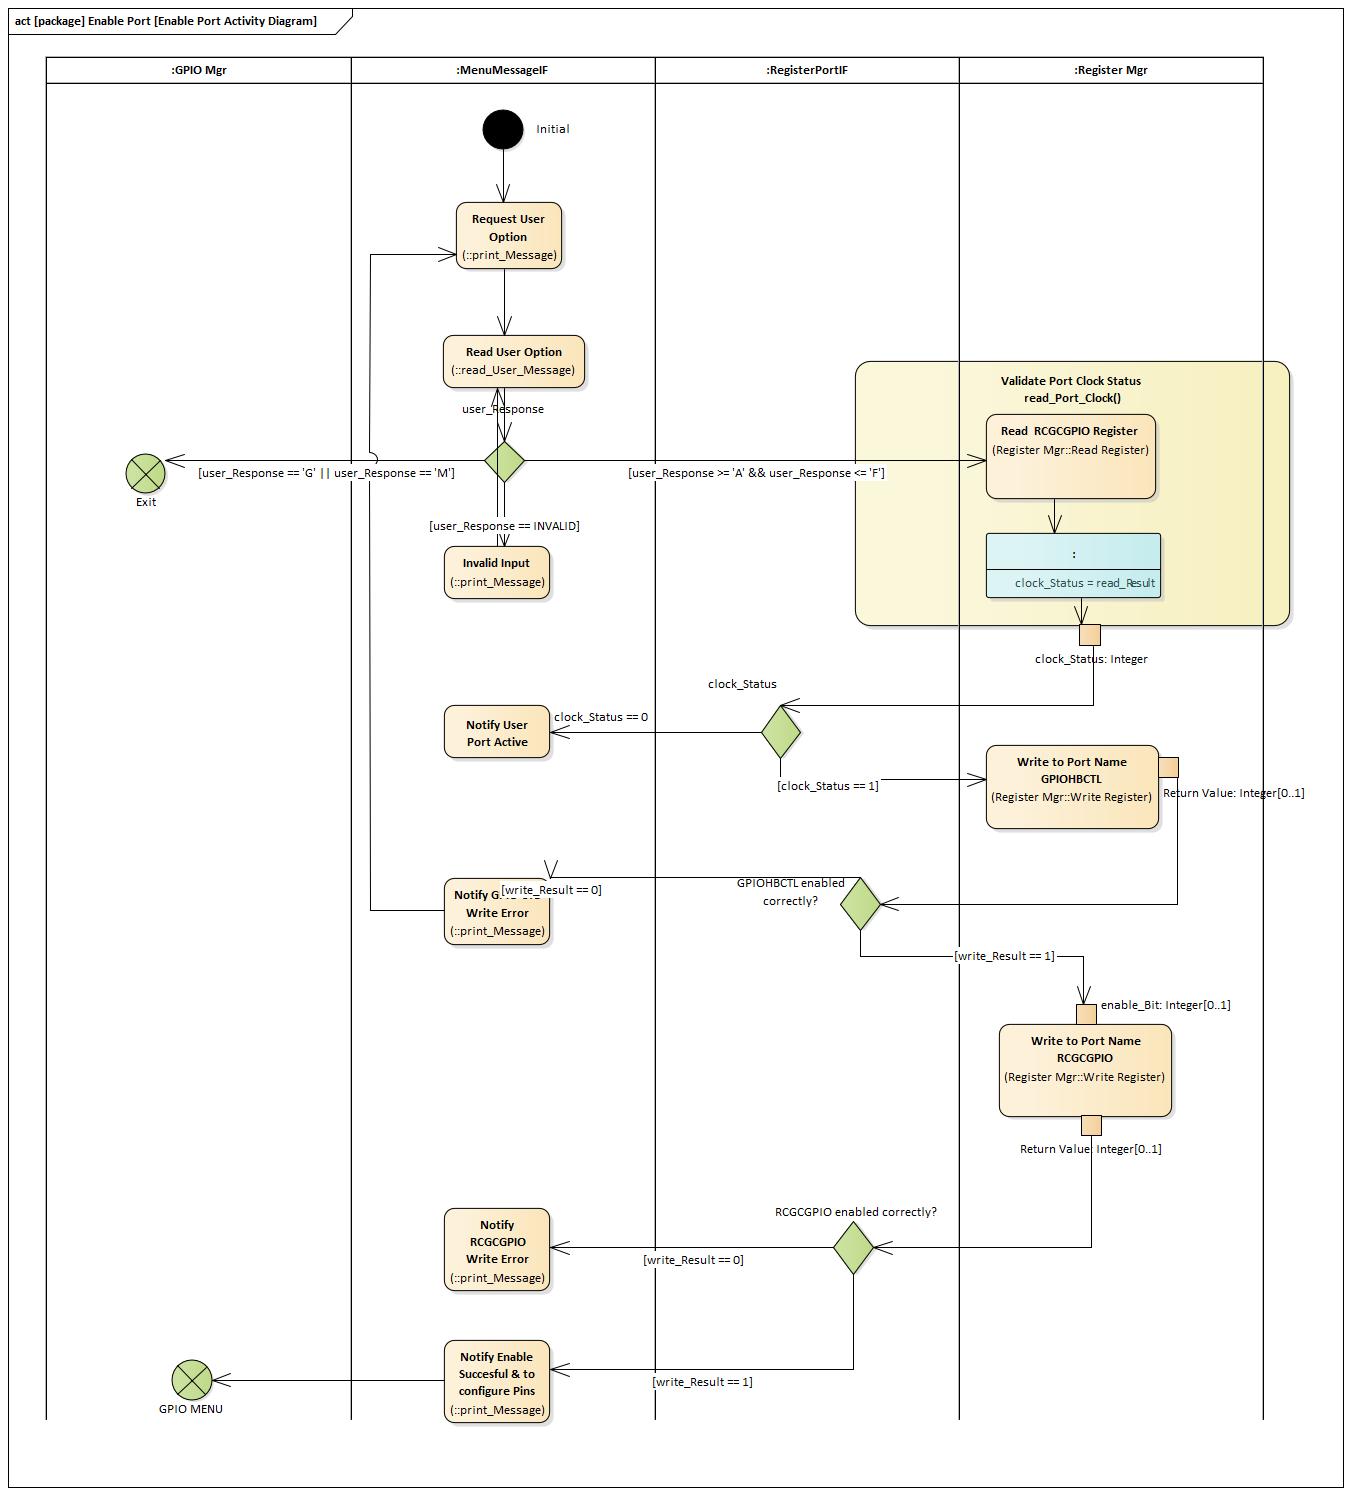 act [package] Enable Port [Enable Port Activity Diagram]
:GPIO Mgr
:MenuMessageIF
:RegisterPortIF
:Register Mgr
Initial
Request User
Option
(::print_Message)
Read User Option
(::read_User_Message)
user_Response
[user_Response == 'G' || user_Response == 'M']
[user_Response >= 'A' && user_Response <= 'F']
Exit
[user_Response == INVALID]
Invalid Input
(::print_Message)
Validate Port Clock Status
read_Port_Clock()
Read  RCGCGPIO Register
(Register Mgr::Read Register)
:
clock_Status = read_Result
clock_Status: Integer
clock_Status
clock_Status == 0
Notify User
Port Active
[clock_Status == 1]
Write to Port Name
GPIOHBCTL
(Register Mgr::Write Register)
Return Value: Integer[0..1]
GPIOHBCTL enabled
correctly?
[write_Result == 0]
Notify
Write Error
(::print_Message)
[write_Result == 1]
enable_Bit: Integer[0..1]
Write to Port Name
RCGCGPIO
(Register Mgr::Write Register)
Return Value: Integer[0..1]
RCGCGPIO enabled correctly?
Notify
RCGCGPIO
Write Error
(::print_Message)
[write_Result == 0]
Notify Enable
Succesful & to
configure Pins
(::print_Message)
[write_Result == 1]
GPIO MENU